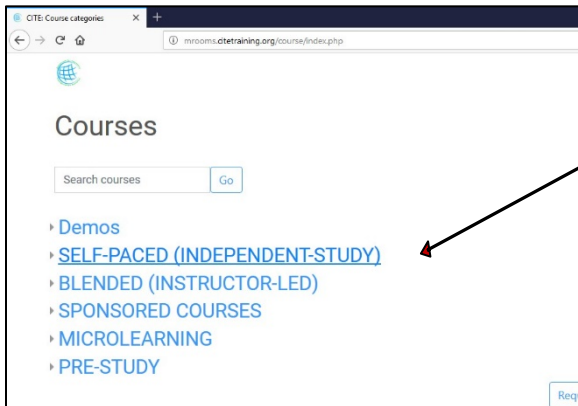 CITE: Course categories
mrooms.citetraining.org/course/index.php
Courses
Search courses Go
Demos
SELF-PACED (INDEPENDENT-STUDY)
BLENDED (INSTRUCTOR-LED)
SPONSORED COURSES
MICROLEARNING
PRE-STUDY
Requ